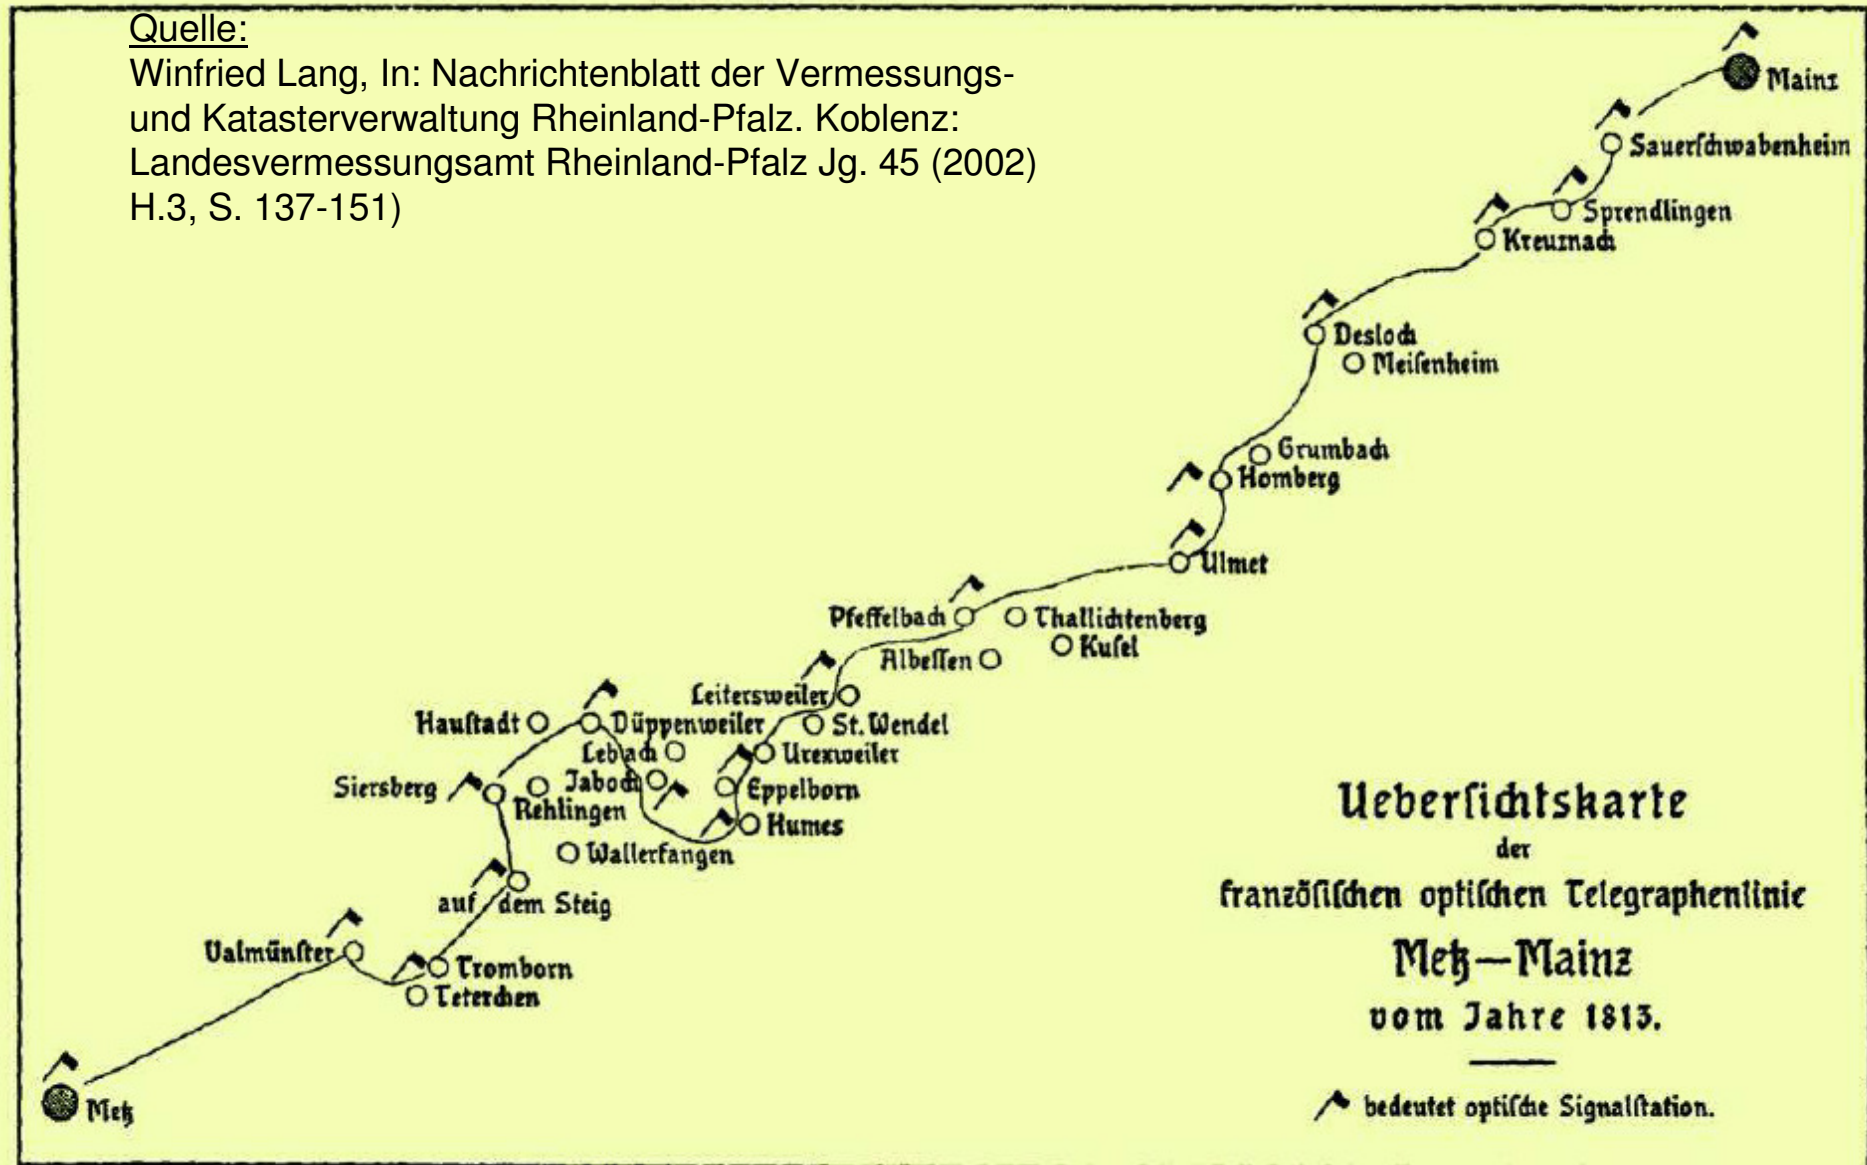 Quelle:
Winfried Lang, In: Nachrichtenblatt der Vermessungs-
und Katasterverwaltung Rheinland-Pfalz. Koblenz:
Landesvermessungsamt Rheinland-Pfalz Jg. 45 (2002)
H.3, S. 137-151)
Mainz
Sauerſchwabenheim
Sprendlingen
Kreuznach
Desloch
Meiſenheim
Grumbach
Homberg
Ulmet
Pfeffelbach
Thallichtenberg
Kuſel
Albeſſen
Leitersweiler
Hauſtadt
Düppenweiler
St. Wendel
Lebach
Urexweiler
Siersberg
Jaboch
Eppelborn
Rehlingen
Humes
Wallerfangen
auf dem Steig
Valmünſter
Tromborn
Teterchen
Metz
Ueberſichtskarte
der
franzöſiſchen optiſchen Telegraphenlinie
Metz—Mainz
vom Jahre 1813.
bedeutet optiſche Signalſtation.